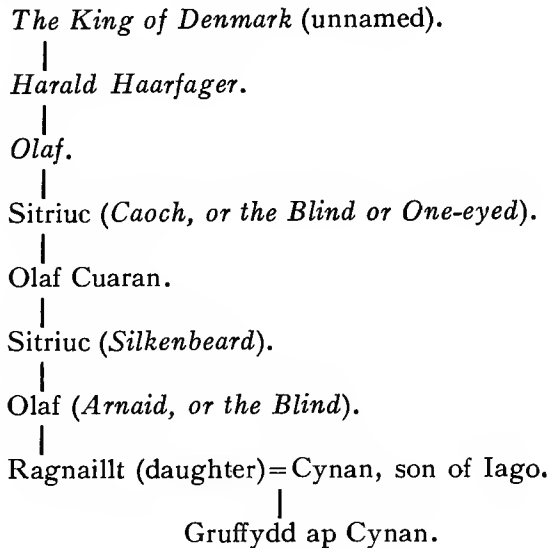 The King of Denmark (unnamed).
Harald Haarfager.
Olaf.
Sitriuc (Caoch, or the Blind or One-eyed).
Olaf Cuaran.
Sitriuc (Silkenbeard).
Olaf (Arnaid, or the Blind).
Ragnaillt (daughter)=Cynan, son of Iago.
Gruffydd ap Cynan.